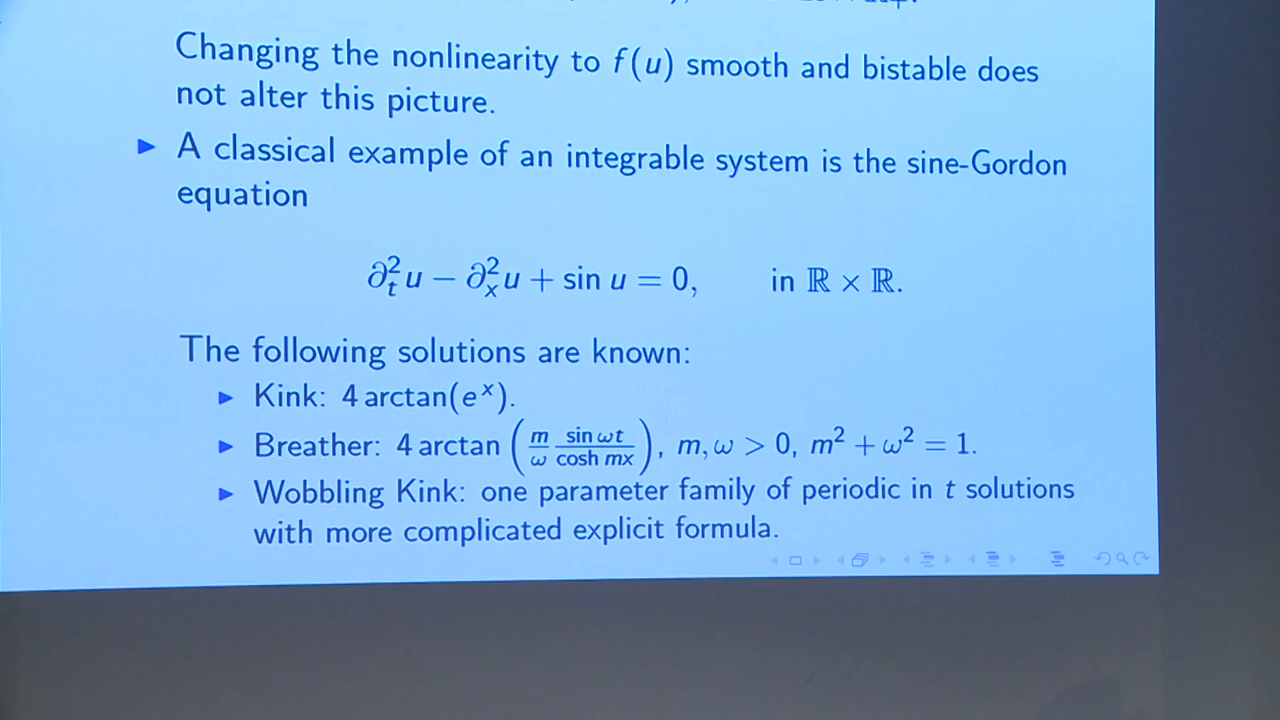 Changing the nonlinearity to f(u) smooth and bistable does
not alter this picture.
▶ A classical example of an integrable system is the sine-Gordon
equation
∂ₜ²u − ∂ₓ²u + sin u = 0, in ℝ × ℝ.
The following solutions are known:
▶ Kink: 4 arctan(eˣ).
▶ Breather: 4 arctan (m/ω sin ωt/cosh mx), m, ω > 0, m² + ω² = 1.
▶ Wobbling Kink: one parameter family of periodic in t solutions
with more complicated explicit formula.